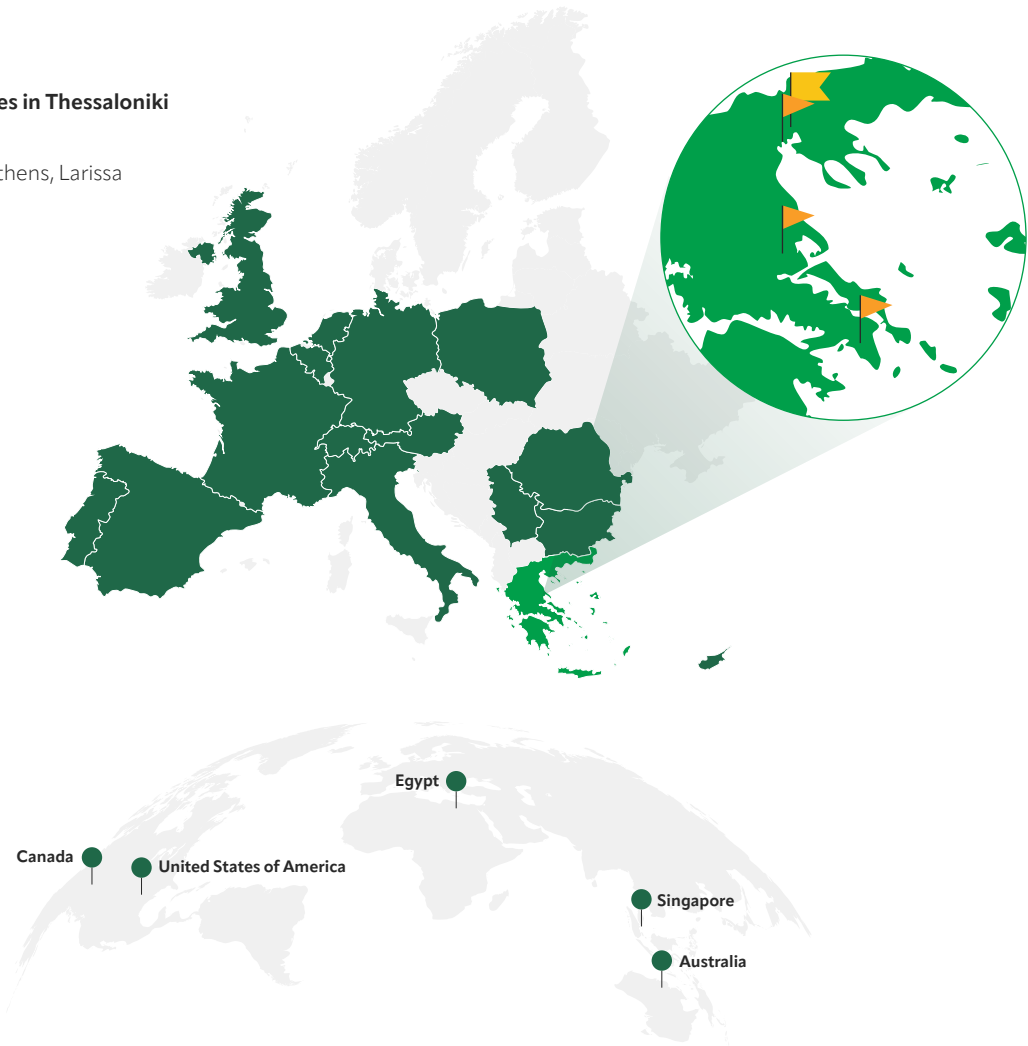 es in Thessaloniki
thens, Larissa
Egypt
Canada
United States of America
Singapore
Australia